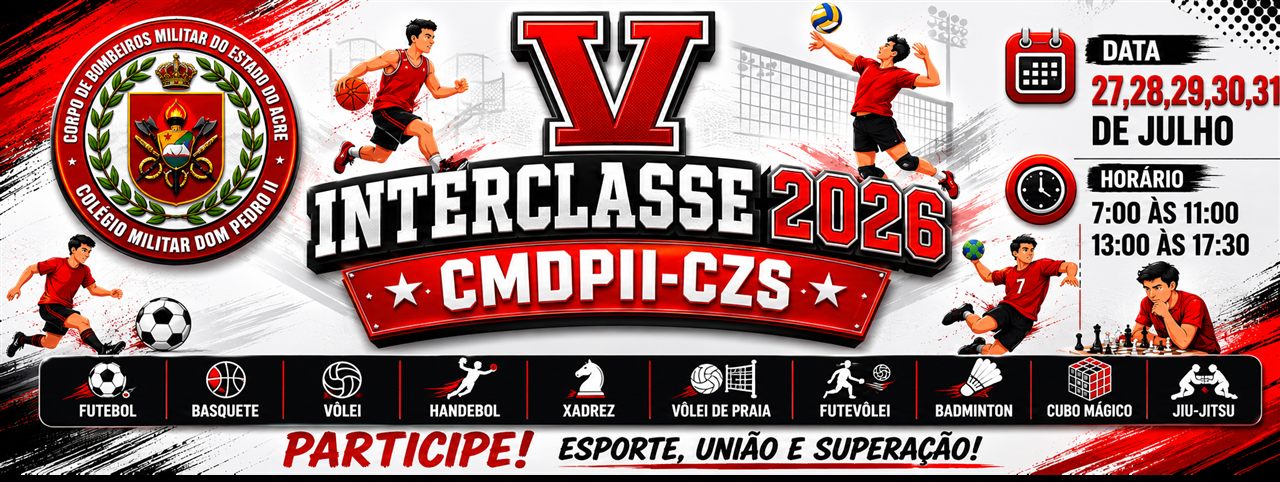 CORPO DE BOMBEIROS MILITAR DO ESTADO DO ACRE
COLÉGIO MILITAR DOM PEDRO II
V
INTERCLASSE 2026
CMDPII-CZS
DATA
27,28,29,30,31
DE JULHO
HORÁRIO
7:00 ÀS 11:00
13:00 ÀS 17:30
7
FUTEBOL
BASQUETE
VÔLEI
HANDEBOL
XADREZ
VÔLEI DE PRAIA
FUTEVÔLEI
BADMINTON
CUBO MÁGICO
JIU-JITSU
PARTICIPE! ESPORTE, UNIÃO E SUPERAÇÃO!